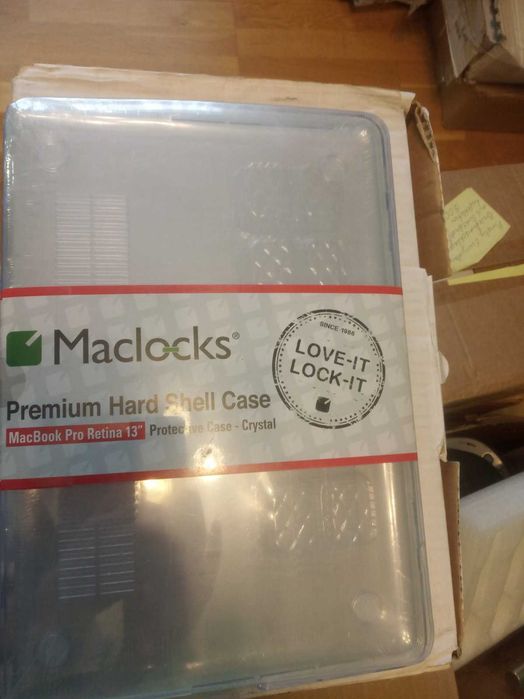 Maclocks®
SINCE 1986
LOVE-IT
LOCK-IT
Premium Hard Shell Case
MacBook Pro Retina 13" Protective Case - Crystal